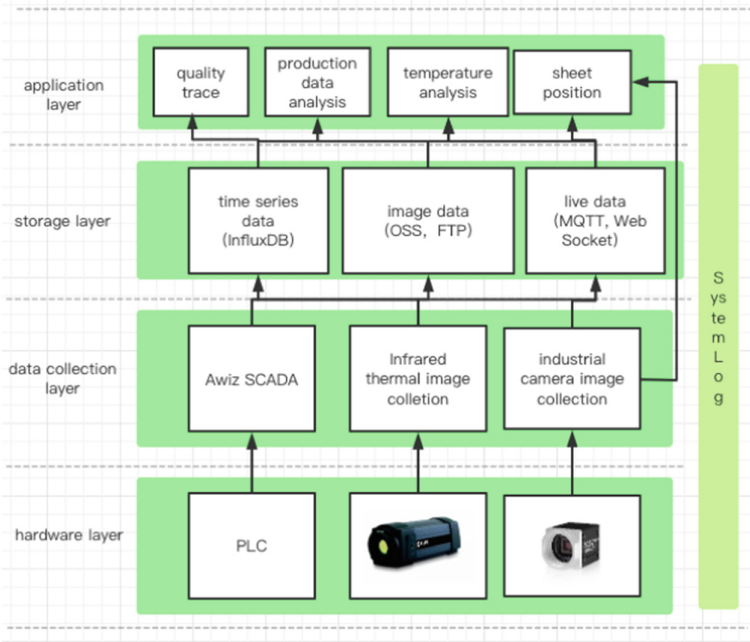 application
layer
quality
trace
production
data
analysis
temperature
analysis
sheet
position
storage layer
time series
data
(InfluxDB)
image data
(OSS, FTP)
live data
(MQTT, Web
Socket)
data collection
layer
Awiz SCADA
Infrared
thermal image
colletion
industrial
camera image
collection
hardware layer
PLC
S
ys
te
m
L
o
g